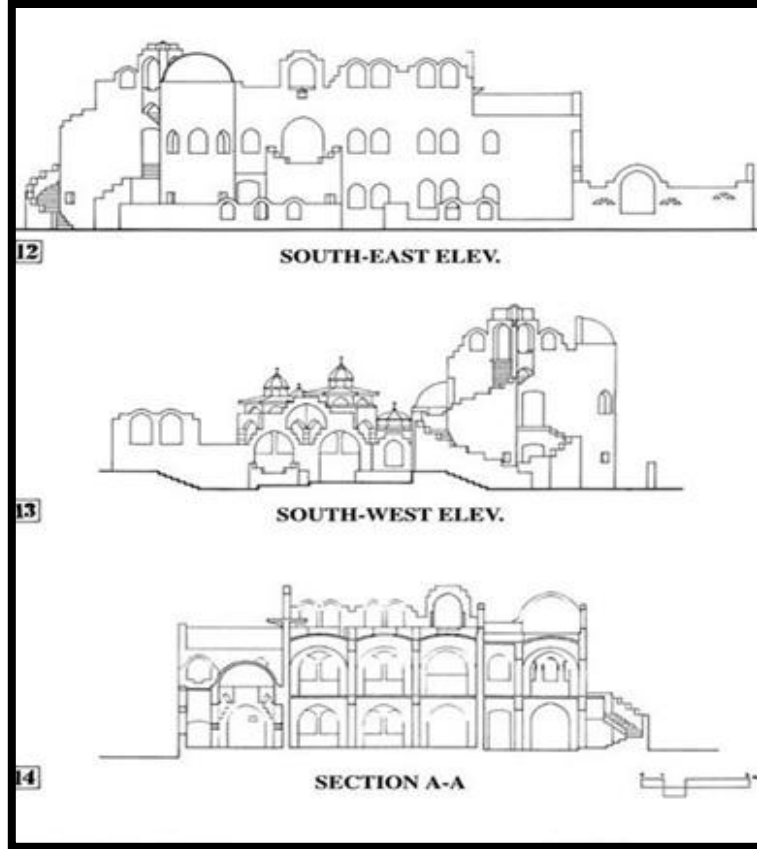 12
SOUTH-EAST ELEV.
13
SOUTH-WEST ELEV.
14
SECTION A-A